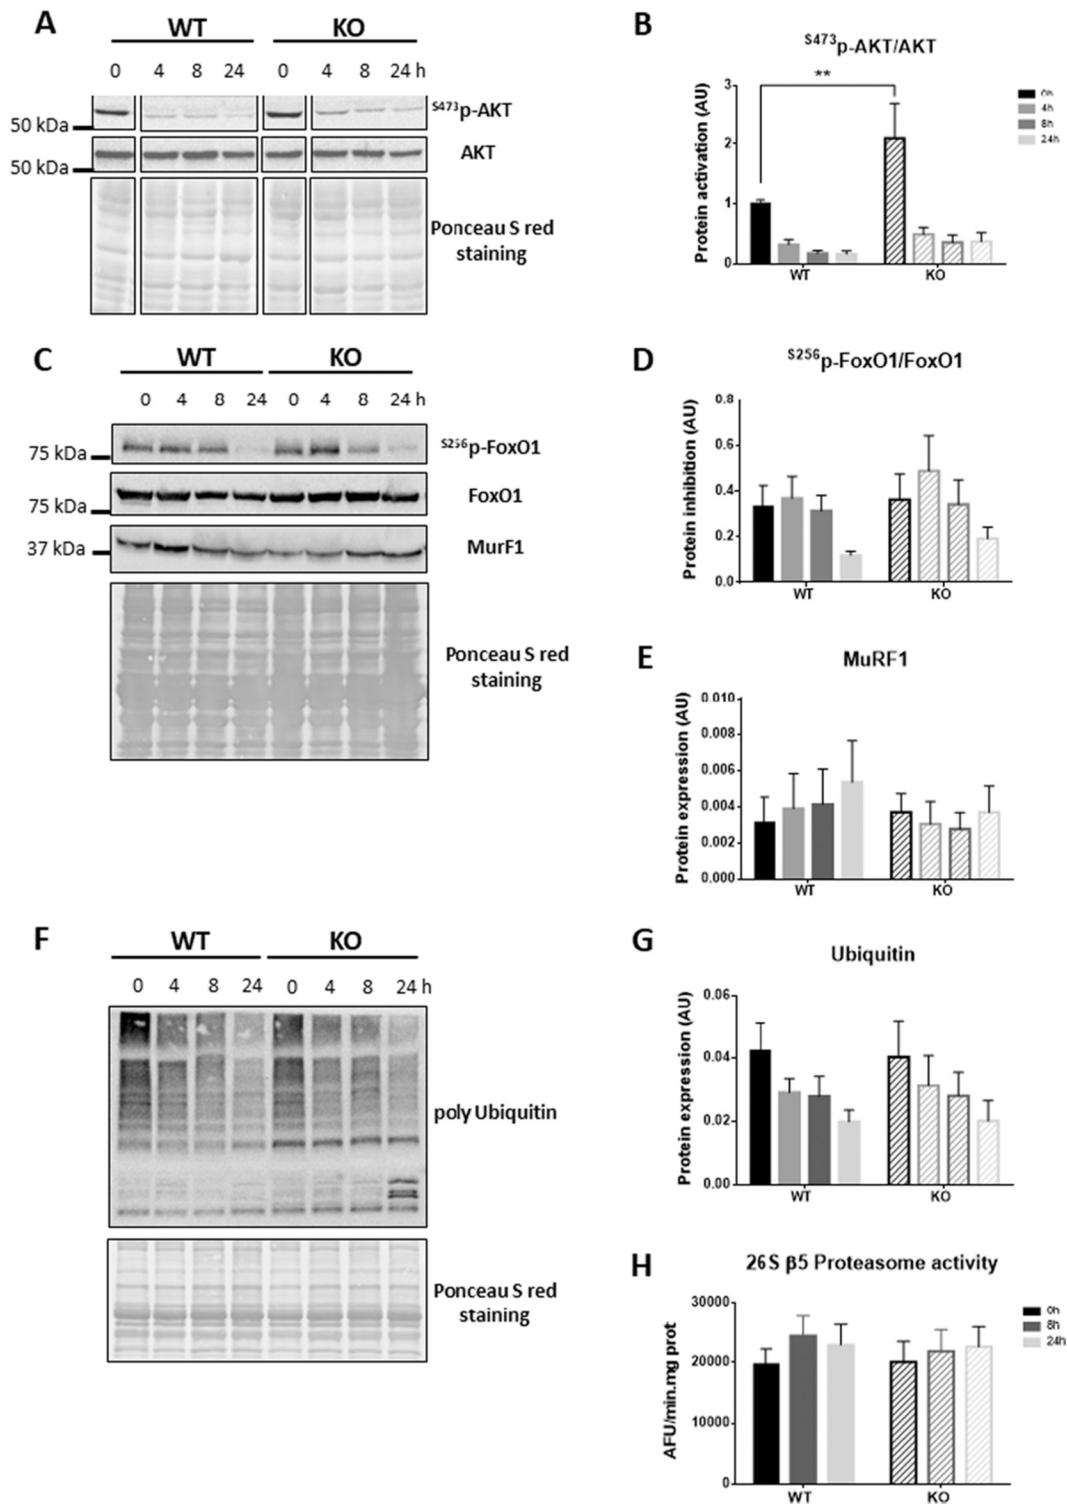 A
WT KO
0 4 8 24 0 4 8 24 h
S473p-AKT
50 kDa
AKT
50 kDa
Ponceau S red
staining
B
S473p-AKT/AKT
Protein activation (AU)
3
2
1
0
**
WT KO
0h
4h
8h
24h
C
WT KO
0 4 8 24 0 4 8 24 h
S256p-FoxO1
75 kDa
FoxO1
75 kDa
MurF1
37 kDa
Ponceau S red
staining
D
S256p-FoxO1/FoxO1
Protein inhibition (AU)
0.8
0.6
0.4
0.2
0.0
WT KO
E
MuRF1
Protein expression (AU)
0.010
0.008
0.006
0.004
0.002
0.000
WT KO
F
WT KO
0 4 8 24 0 4 8 24 h
poly Ubiquitin
Ponceau S red
staining
G
Ubiquitin
Protein expression (AU)
0.06
0.04
0.02
0.00
WT KO
H
26S β5 Proteasome activity
AFU/min.mg prot
30000
20000
10000
0
WT KO
0h
8h
24h